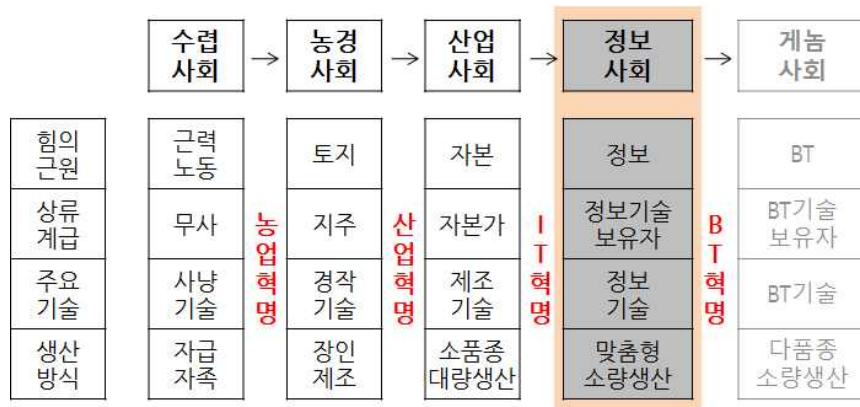 수렵
사회
→
농경
사회
→
산업
사회
→
정보
사회
→
게놈
사회
힘의
근원
근력
노동
토지
자본
정보
BT
상류
계급
무사
지주
자본가
정보기술
보유자
BT기술
보유자
주요
기술
사냥
기술
경작
기술
제조
기술
정보
기술
BT기술
생산
방식
자급
자족
장인
제조
소품종
대량생산
맞춤형
소량생산
다품종
소량생산
농업혁명
산업혁명
IT혁명
BT혁명